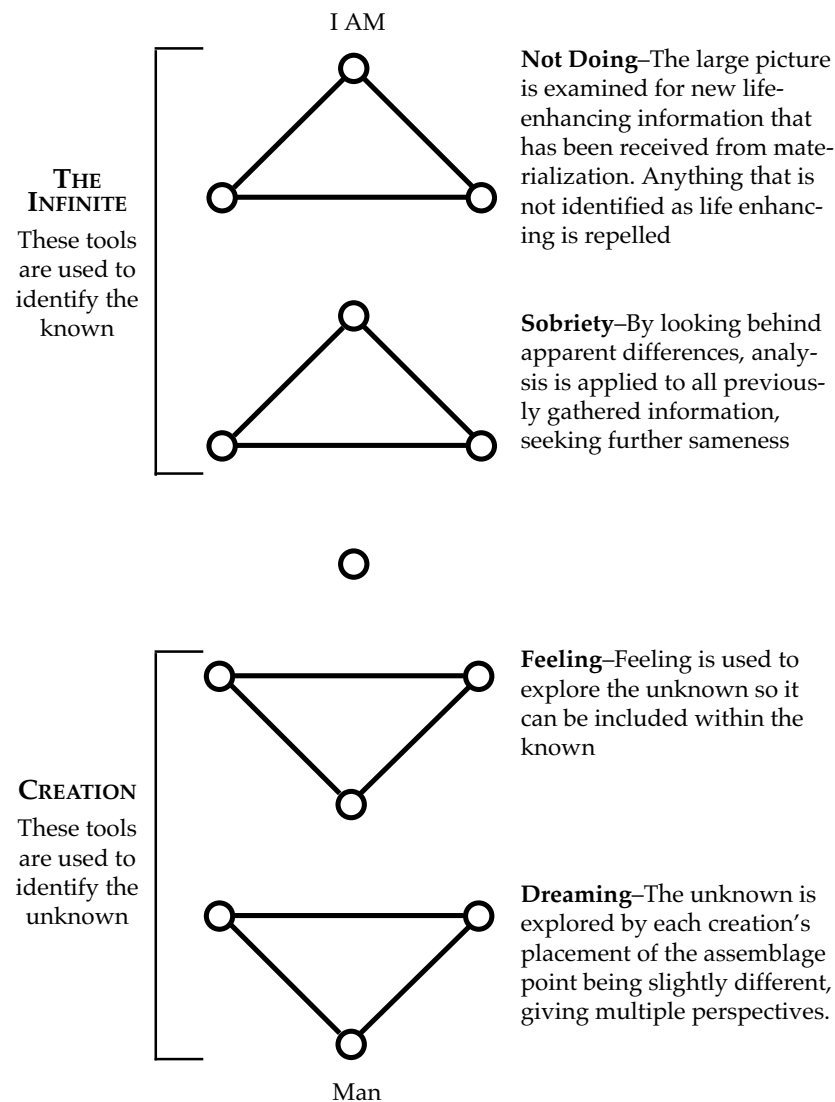 I AM
THE
INFINITE
These tools
are used to
identify the
known
Not Doing–The large picture
is examined for new life-
enhancing information that
has been received from mate-
rialization. Anything that is
not identified as life enhanc-
ing is repelled
Sobriety–By looking behind
apparent differences, analy-
sis is applied to all previous-
ly gathered information,
seeking further sameness
CREATION
These tools
are used to
identify the
unknown
Feeling–Feeling is used to
explore the unknown so it
can be included within the
known
Dreaming–The unknown is
explored by each creation’s
placement of the assemblage
point being slightly different,
giving multiple perspectives.
Man